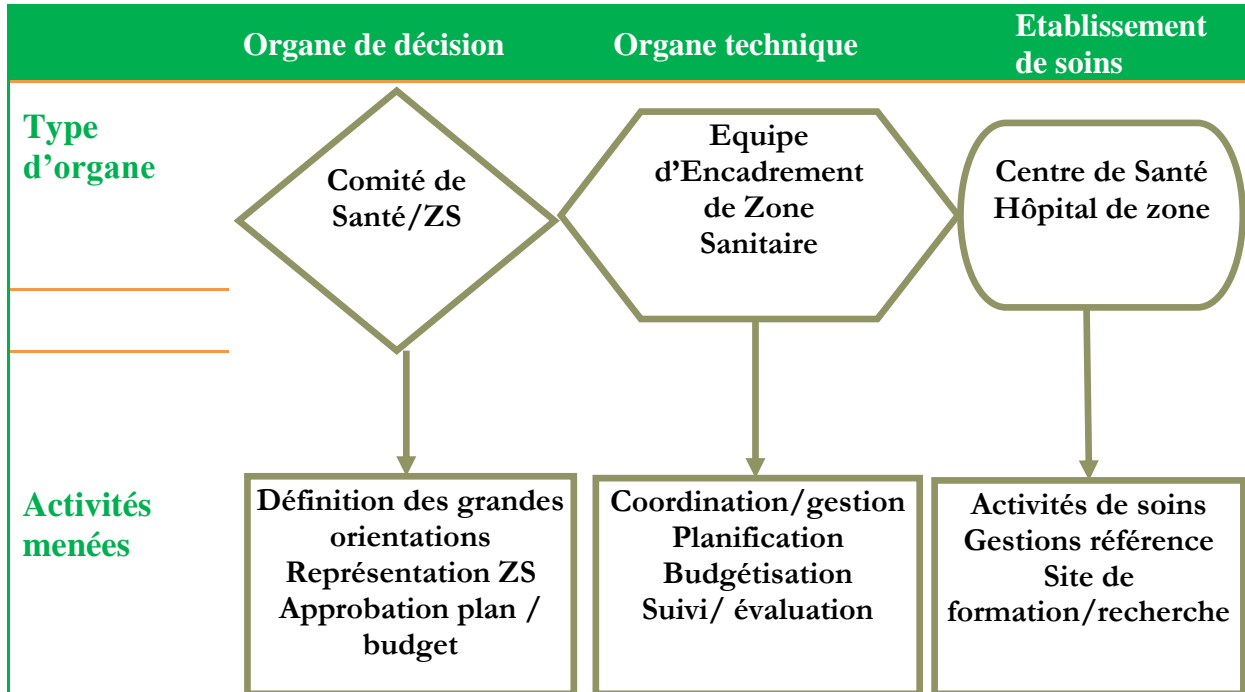 Organe de décision
Organe technique
Etablissement
de soins
Type
d’organe
Comité de
Santé/ZS
Equipe
d’Encadrement
de Zone
Sanitaire
Centre de Santé
Hôpital de zone
Activités
menées
Définition des grandes
orientations
Représentation ZS
Approbation plan /
budget
Coordination/gestion
Planification
Budgétisation
Suivi/ évaluation
Activités de soins
Gestions référence
Site de
formation/recherche